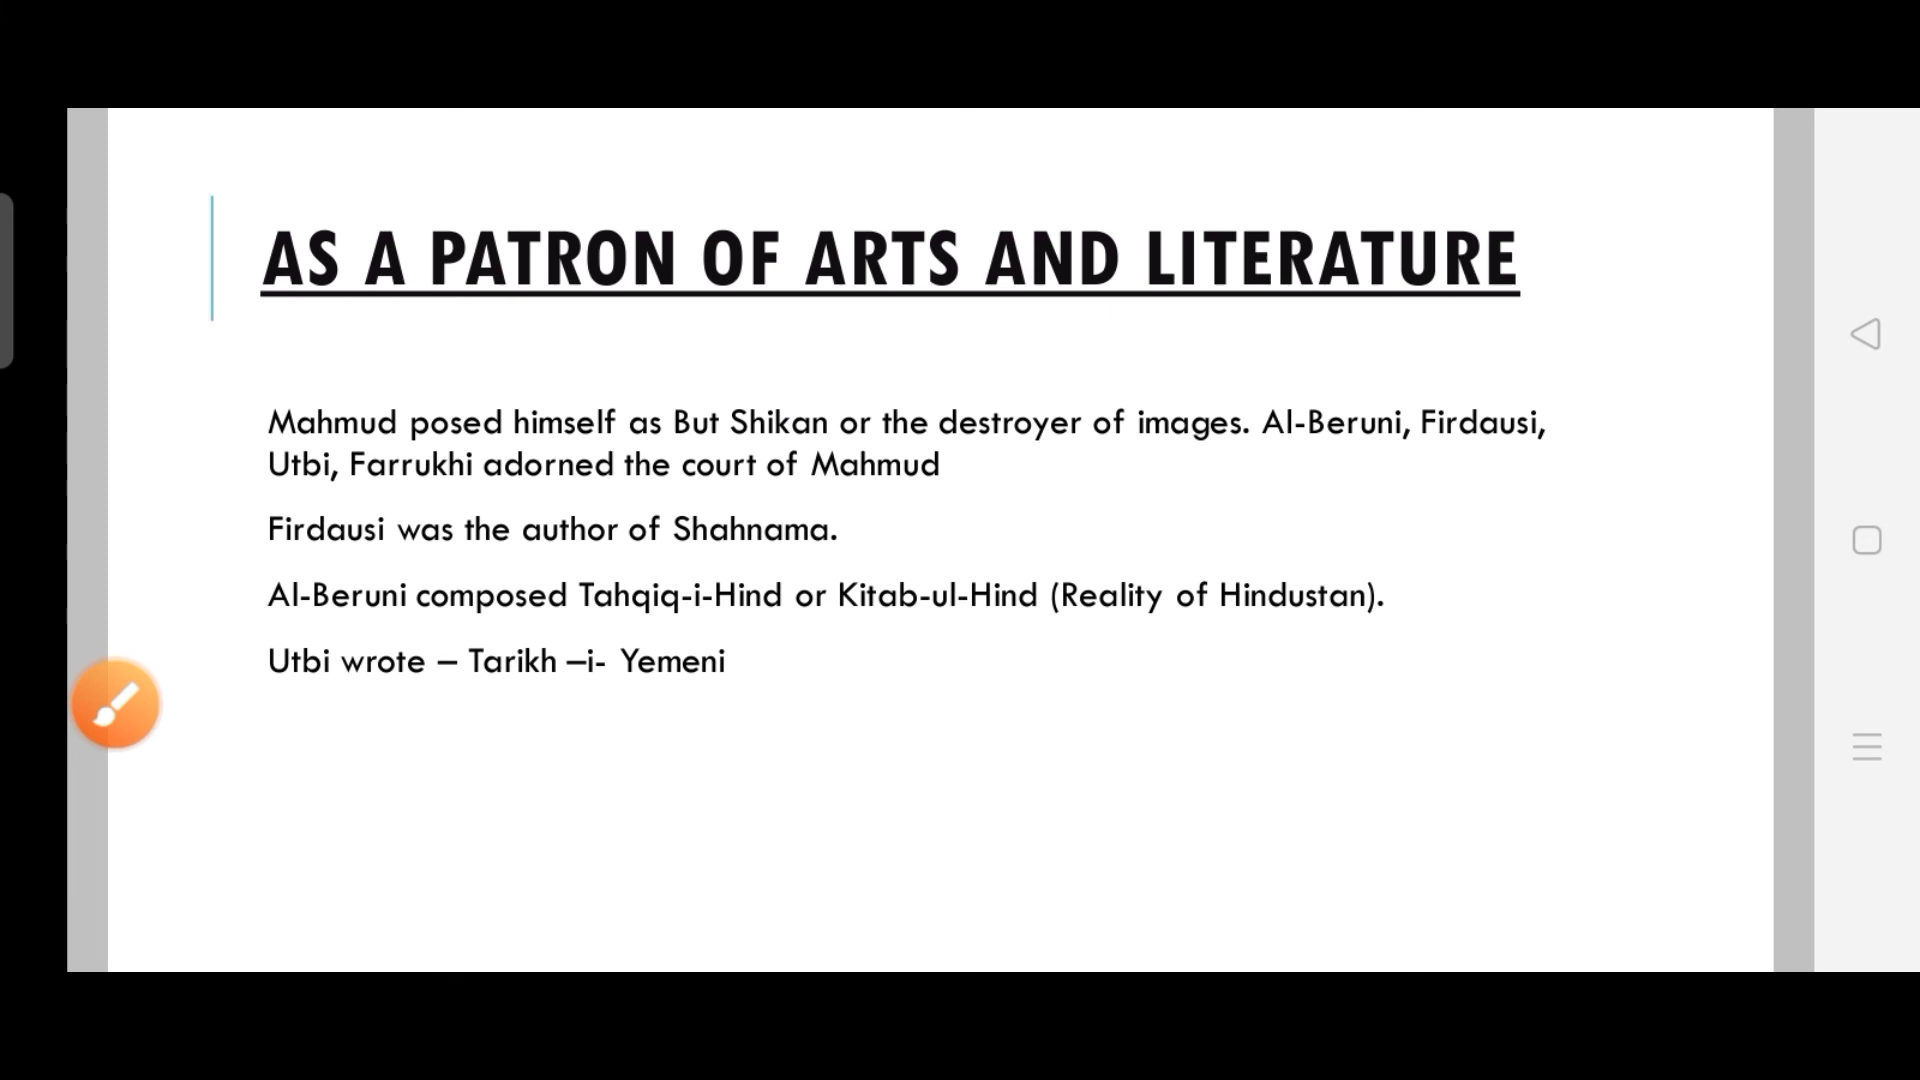 AS A PATRON OF ARTS AND LITERATURE
Mahmud posed himself as But Shikan or the destroyer of images. Al-Beruni, Firdausi,
Utbi, Farrukhi adorned the court of Mahmud
Firdausi was the author of Shahnama.
Al-Beruni composed Tahqiq-i-Hind or Kitab-ul-Hind (Reality of Hindustan).
Utbi wrote – Tarikh –i- Yemeni